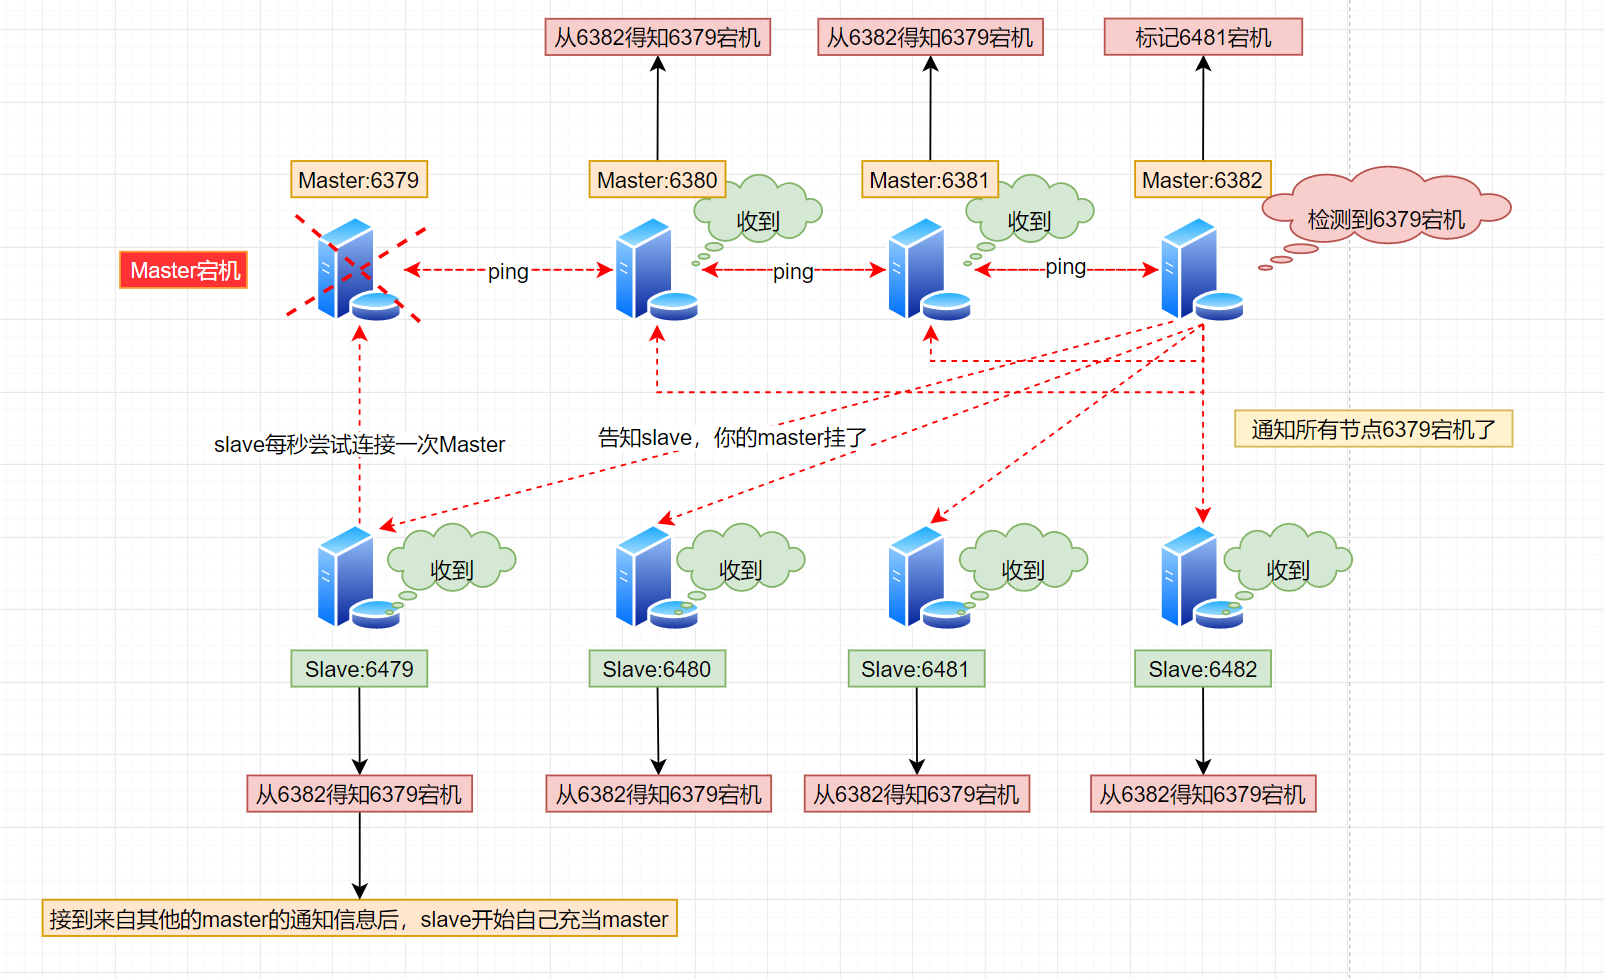 从6382得知6379宕机
从6382得知6379宕机
标记6481宕机
Master:6379
Master:6380
Master:6381
Master:6382
收到
收到
检测到6379宕机
Master宕机
ping
ping
ping
slave每秒尝试连接一次Master
告知slave，你的master挂了
通知所有节点6379宕机了
收到
收到
收到
收到
Slave:6479
Slave:6480
Slave:6481
Slave:6482
从6382得知6379宕机
从6382得知6379宕机
从6382得知6379宕机
从6382得知6379宕机
接到来自其他的master的通知信息后，slave开始自己充当master